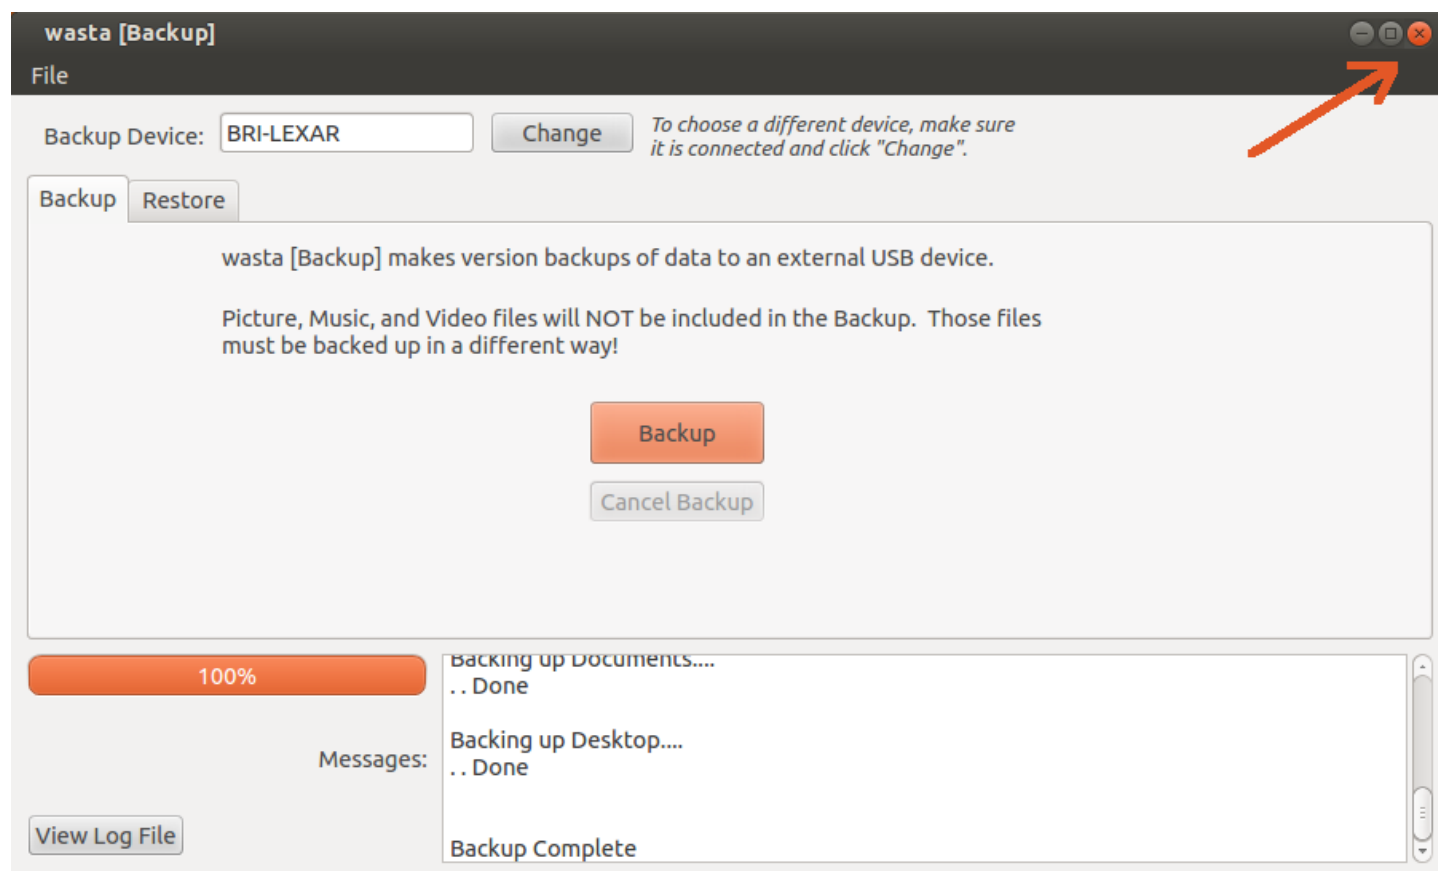 wasta [Backup]
File
Backup Device:
BRI-LEXAR
Change
To choose a different device, make sure
it is connected and click "Change".
Backup
Restore
wasta [Backup] makes version backups of data to an external USB device.
Picture, Music, and Video files will NOT be included in the Backup.  Those files
must be backed up in a different way!
Backup
Cancel Backup
100%
Messages:
View Log File
Backing up Documents....
. . Done
Backing up Desktop....
. . Done
Backup Complete